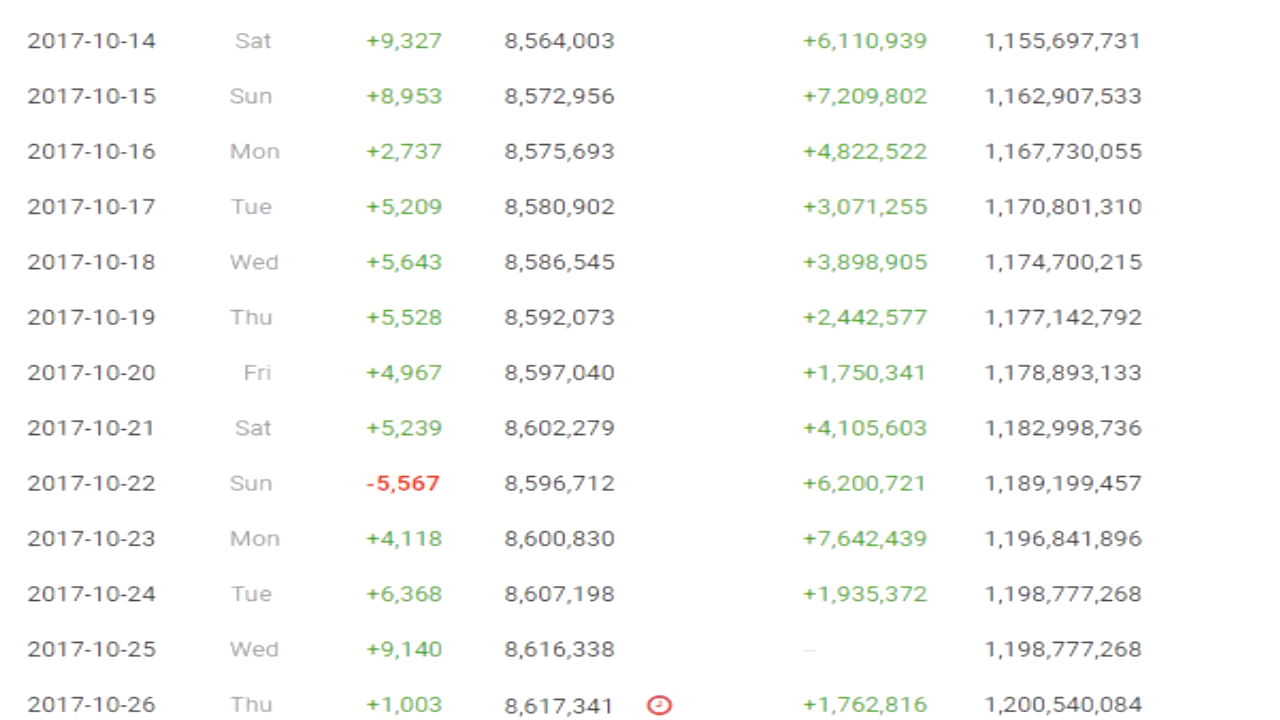 2017-10-14 Sat +9,327 8,564,003 +6,110,939 1,155,697,731
2017-10-15 Sun +8,953 8,572,956 +7,209,802 1,162,907,533
2017-10-16 Mon +2,737 8,575,693 +4,822,522 1,167,730,055
2017-10-17 Tue +5,209 8,580,902 +3,071,255 1,170,801,310
2017-10-18 Wed +5,643 8,586,545 +3,898,905 1,174,700,215
2017-10-19 Thu +5,528 8,592,073 +2,442,577 1,177,142,792
2017-10-20 Fri +4,967 8,597,040 +1,750,341 1,178,893,133
2017-10-21 Sat +5,239 8,602,279 +4,105,603 1,182,998,736
2017-10-22 Sun -5,567 8,596,712 +6,200,721 1,189,199,457
2017-10-23 Mon +4,118 8,600,830 +7,642,439 1,196,841,896
2017-10-24 Tue +6,368 8,607,198 +1,935,372 1,198,777,268
2017-10-25 Wed +9,140 8,616,338 – 1,198,777,268
2017-10-26 Thu +1,003 8,617,341 +1,762,816 1,200,540,084